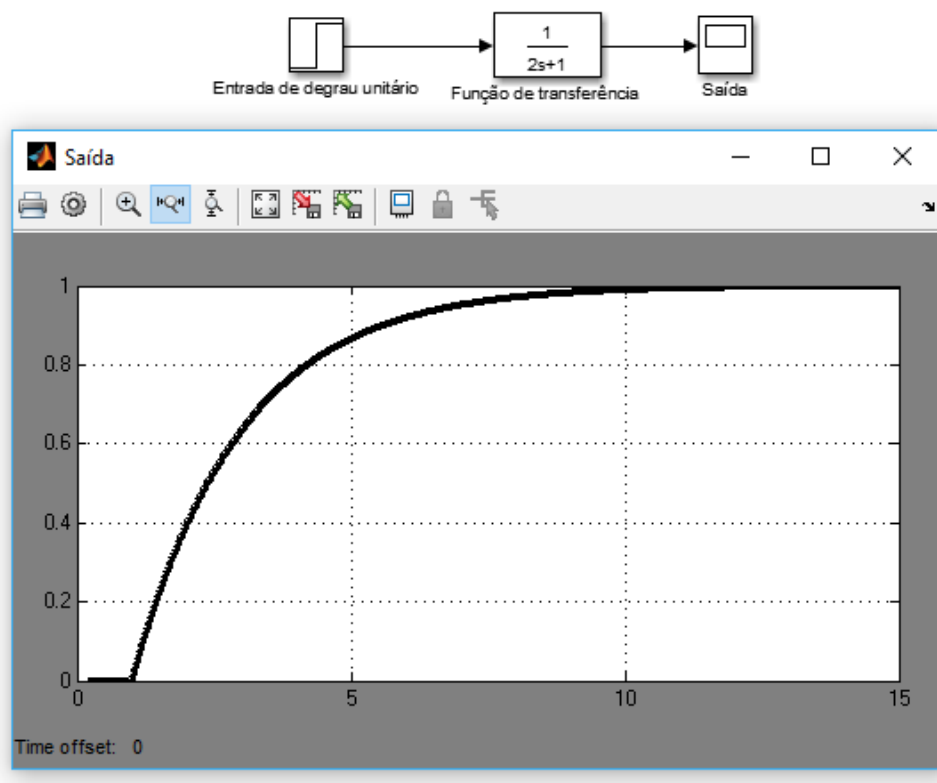 1
2s+1
Entrada de degrau unitário
Função de transferência
Saída
Saída
1
0.8
0.6
0.4
0.2
0
0 5 10 15
Time offset: 0